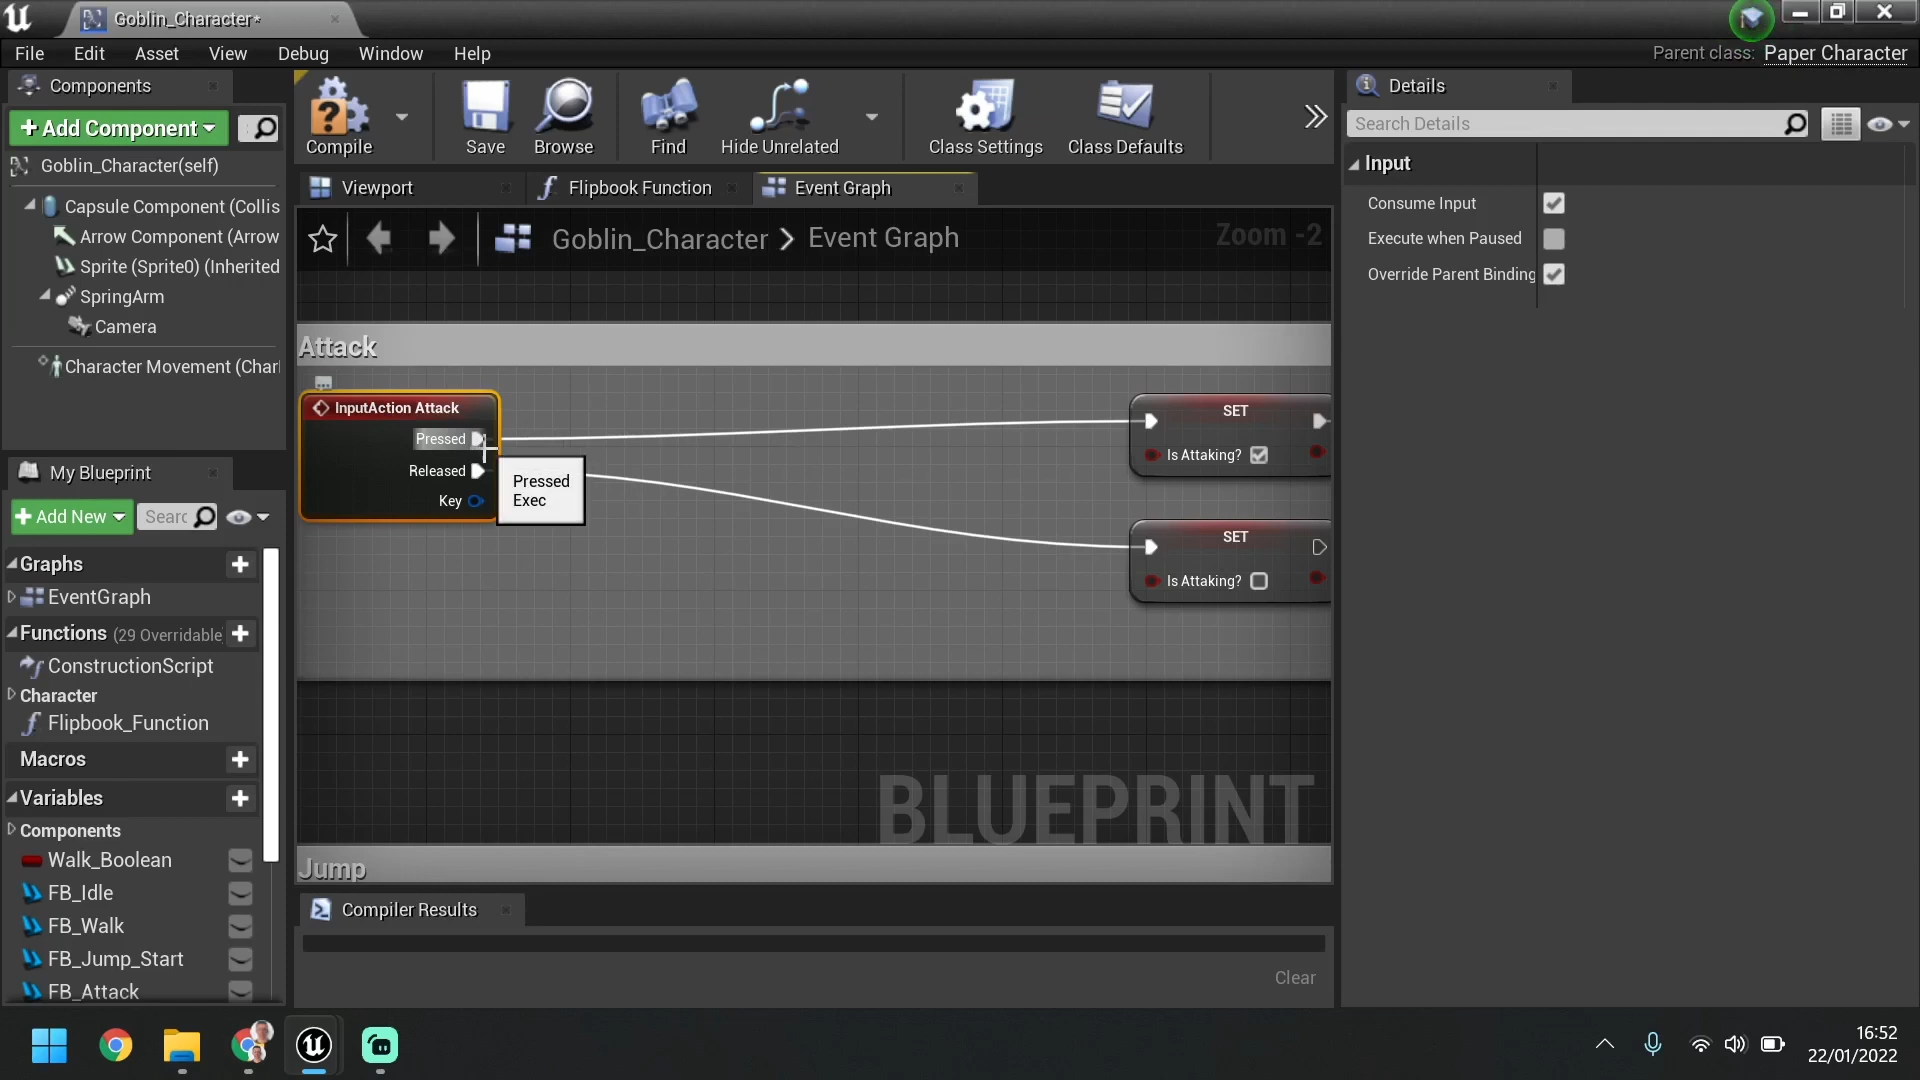 Goblin_Character*
File Edit Asset View Debug Window Help
Parent class: Paper Character
Components
Add Component
Goblin_Character(self)
Capsule Component (Collis
Arrow Component (Arrow
Sprite (Sprite0) (Inherited
SpringArm
Camera
Character Movement (Char
My Blueprint
Add New
Searc
Graphs
EventGraph
Functions (29 Overridable
ConstructionScript
Character
Flipbook_Function
Macros
Variables
Components
Walk_Boolean
FB_Idle
FB_Walk
FB_Jump_Start
FB_Attack
Compile
Save
Browse
Find
Hide Unrelated
Class Settings
Class Defaults
Viewport
Flipbook Function
Event Graph
Goblin_Character
Event Graph
Zoom -2
Attack
InputAction Attack
Pressed
Released
Key
Pressed
Exec
SET
Is Attaking?
SET
Is Attaking?
BLUEPRINT
Jump
Compiler Results
Clear
Details
Search Details
Input
Consume Input
Execute when Paused
Override Parent Binding
16:52
22/01/2022